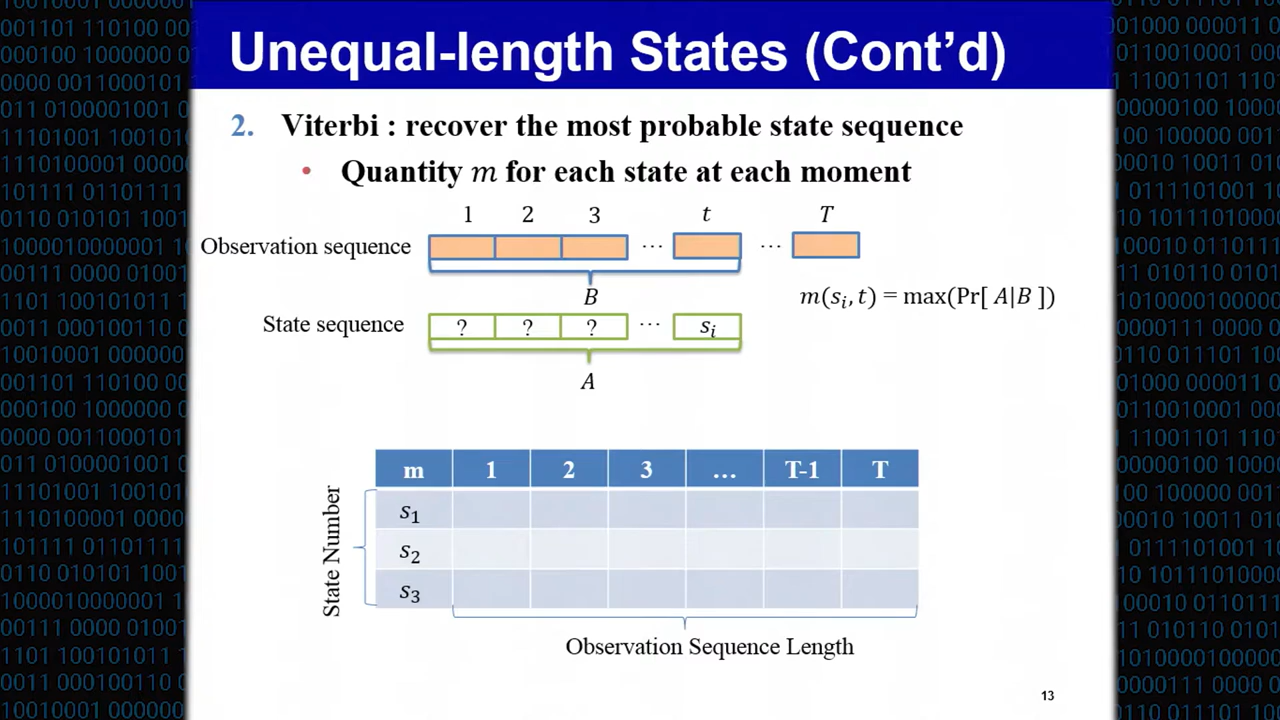 Unequal-length States (Cont'd)
2. Viterbi : recover the most probable state sequence
• Quantity m for each state at each moment
1 2 3 t T
Observation sequence … …
B
m(sᵢ, t) = max(Pr[ A|B ])
State sequence ? ? ? … sᵢ
A
m 1 2 3 … T-1 T
s₁
s₂
s₃
State Number
Observation Sequence Length
13